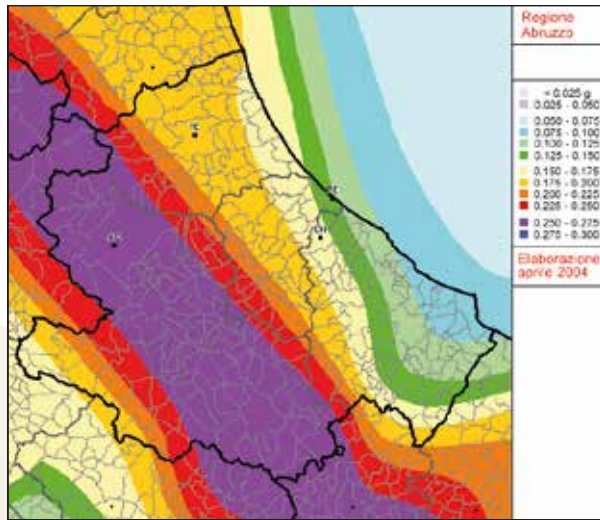 Regione
Abruzzo
< 0.025 g
0.025 - 0.050
0.050 - 0.075
0.075 - 0.100
0.100 - 0.125
0.125 - 0.150
0.150 - 0.175
0.175 - 0.200
0.200 - 0.225
0.225 - 0.250
0.250 - 0.275
0.275 - 0.300
Elaborazione
aprile 2004